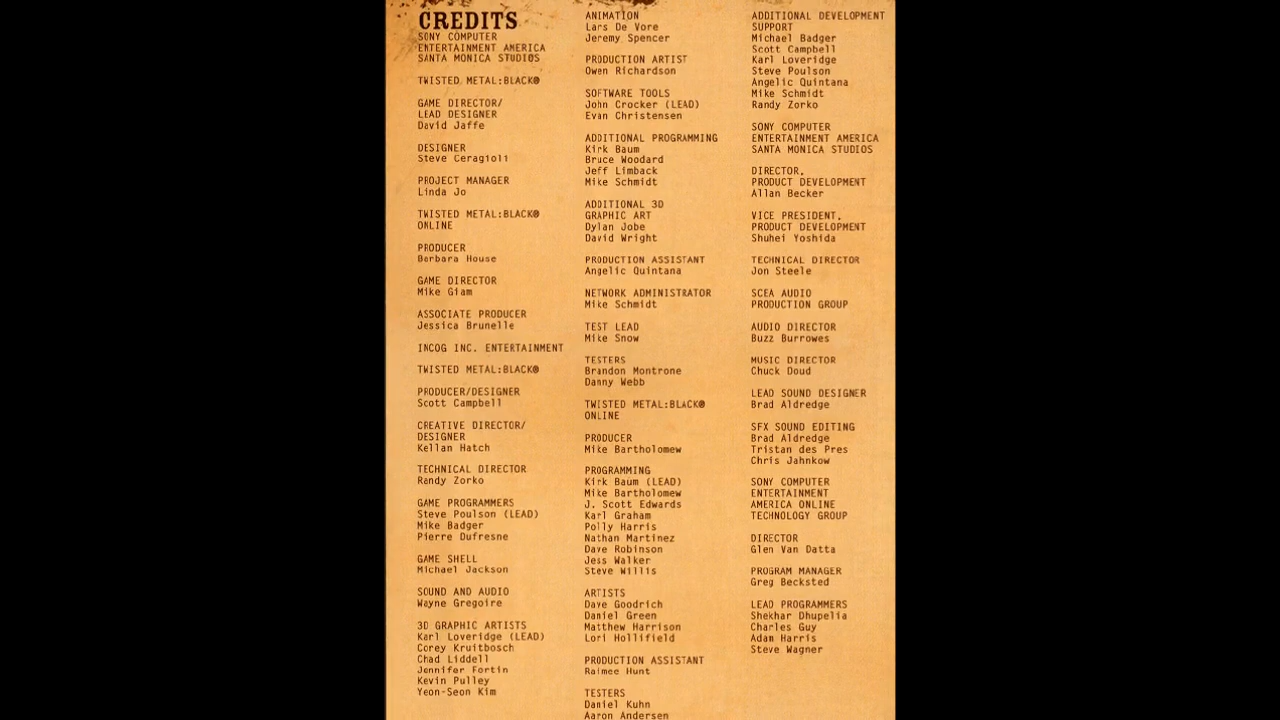 CREDITS
SONY COMPUTER
ENTERTAINMENT AMERICA
SANTA MONICA STUDIOS
TWISTED METAL:BLACK®
GAME DIRECTOR/
LEAD DESIGNER
David Jaffe
DESIGNER
Steve Ceragioli
PROJECT MANAGER
Linda Jo
TWISTED METAL:BLACK®
ONLINE
PRODUCER
Barbara House
GAME DIRECTOR
Mike Giam
ASSOCIATE PRODUCER
Jessica Brunelle
INCOG INC. ENTERTAINMENT
TWISTED METAL:BLACK®
PRODUCER/DESIGNER
Scott Campbell
CREATIVE DIRECTOR/
DESIGNER
Kellan Hatch
TECHNICAL DIRECTOR
Randy Zorko
GAME PROGRAMMERS
Steve Poulson (LEAD)
Mike Badger
Pierre Dufresne
GAME SHELL
Michael Jackson
SOUND AND AUDIO
Wayne Gregoire
3D GRAPHIC ARTISTS
Karl Loveridge (LEAD)
Corey Kruitbosch
Chad Liddell
Jennifer Fortin
Kevin Pulley
Yeon-Seon Kim
ANIMATION
Lars De Vore
Jeremy Spencer
PRODUCTION ARTIST
Owen Richardson
SOFTWARE TOOLS
John Crocker (LEAD)
Evan Christensen
ADDITIONAL PROGRAMMING
Kirk Baum
Bruce Woodard
Jeff Limback
Mike Schmidt
ADDITIONAL 3D
GRAPHIC ART
Dylan Jobe
David Wright
PRODUCTION ASSISTANT
Angelic Quintana
NETWORK ADMINISTRATOR
Mike Schmidt
TEST LEAD
Mike Snow
TESTERS
Brandon Montrone
Danny Webb
TWISTED METAL:BLACK®
ONLINE
PRODUCER
Mike Bartholomew
PROGRAMMING
Kirk Baum (LEAD)
Mike Bartholomew
J. Scott Edwards
Karl Graham
Polly Harris
Nathan Martinez
Dave Robinson
Jess Walker
Steve Willis
ARTISTS
Dave Goodrich
Daniel Green
Matthew Harrison
Lori Hollifield
PRODUCTION ASSISTANT
Raimee Hunt
TESTERS
Daniel Kuhn
Aaron Andersen
ADDITIONAL DEVELOPMENT
SUPPORT
Michael Badger
Scott Campbell
Karl Loveridge
Steve Poulson
Angelic Quintana
Mike Schmidt
Randy Zorko
SONY COMPUTER
ENTERTAINMENT AMERICA
SANTA MONICA STUDIOS
DIRECTOR,
PRODUCT DEVELOPMENT
Allan Becker
VICE PRESIDENT,
PRODUCT DEVELOPMENT
Shuhei Yoshida
TECHNICAL DIRECTOR
Jon Steele
SCEA AUDIO
PRODUCTION GROUP
AUDIO DIRECTOR
Buzz Burrowes
MUSIC DIRECTOR
Chuck Doud
LEAD SOUND DESIGNER
Brad Aldredge
SFX SOUND EDITING
Brad Aldredge
Tristan des Pres
Chris Jahnkow
SONY COMPUTER
ENTERTAINMENT
AMERICA ONLINE
TECHNOLOGY GROUP
DIRECTOR
Glen Van Datta
PROGRAM MANAGER
Greg Becksted
LEAD PROGRAMMERS
Shekhar Dhupelia
Charles Guy
Adam Harris
Steve Wagner